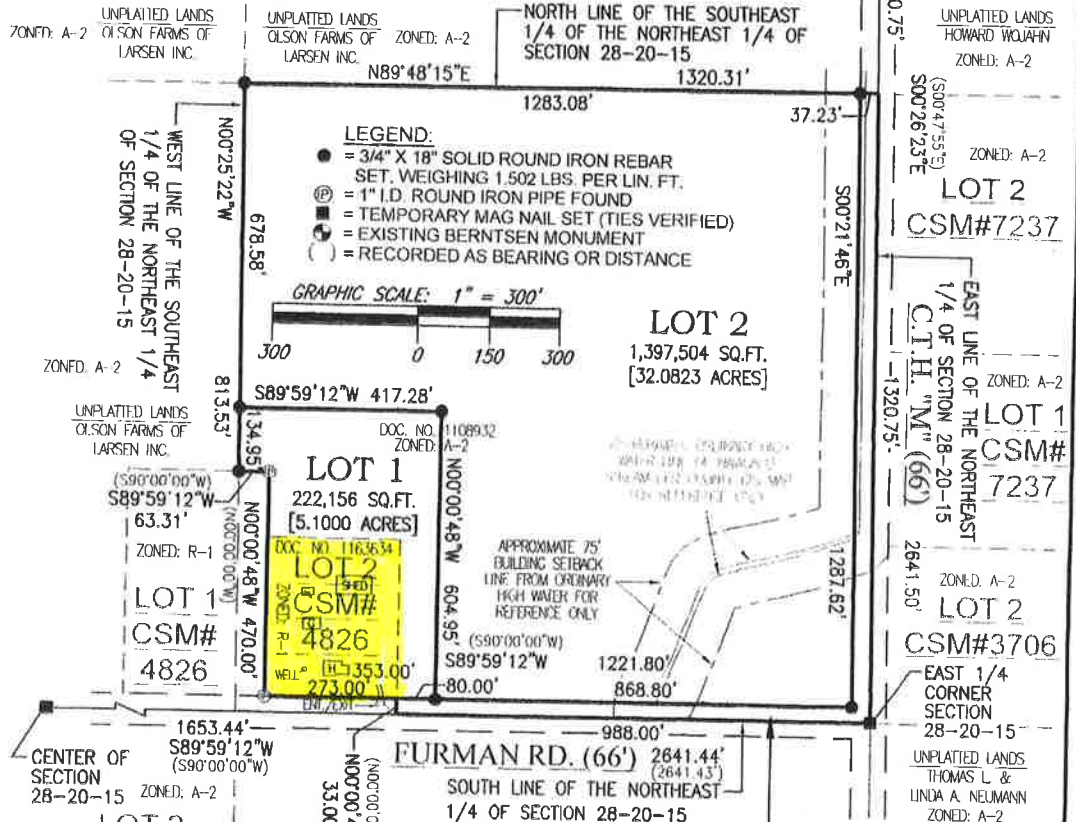 UNPLATTED LANDS
OLSON FARMS OF
LARSEN INC.
ZONED: A-2
UNPLATTED LANDS
OLSON FARMS OF
LARSEN INC.
ZONED: A-2
NORTH LINE OF THE SOUTHEAST
1/4 OF THE NORTHEAST 1/4 OF
SECTION 28-20-15
0.75'
UNPLATTED LANDS
HOWARD WOJAHN
ZONED: A-2
N89°48'15"E
1320.31'
1283.08'
37.23'
(S00°47'55"E)
S00°26'23"E
ZONED: A-2
LOT 2
CSM#7237
WEST LINE OF THE SOUTHEAST
1/4 OF THE NORTHEAST 1/4
OF SECTION 28-20-15
N00°25'22"W
678.58'
LEGEND:
= 3/4" X 18" SOLID ROUND IRON REBAR
SET, WEIGHING 1.502 LBS. PER LIN. FT.
IP = 1" I.D. ROUND IRON PIPE FOUND
= TEMPORARY MAG NAIL SET (TIES VERIFIED)
= EXISTING BERNTSEN MONUMENT
( ) = RECORDED AS BEARING OR DISTANCE
S00°21'46"E
GRAPHIC SCALE: 1" = 300'
300 0 150 300
LOT 2
1,397,504 SQ.FT.
[32.0823 ACRES]
EAST LINE OF THE NORTHEAST
1/4 OF SECTION 28-20-15
C.T.H. "M" (66')
1320.75'
ZONED: A-2
LOT 1
CSM#
7237
ZONED: A-2
813.53'
S89°59'12"W 417.28'
UNPLATTED LANDS
OLSON FARMS OF
LARSEN INC.
134.95'
DOC. NO. 1108932
ZONED: A-2
LOT 1
222,156 SQ.FT.
[5.1000 ACRES]
(S90°00'00"W)
S89°59'12"W
63.31'
ZONED: R-1
LOT 1
CSM#
4826
(N00°00'00"W)
N00°00'48"W 470.00'
DOC. NO. 1163634
LOT 2
SHED
CSM#
4826
ZONED: R-1
WELL
H
353.00'
273.00'
ENT./EXIT
N00°00'48"W 604.95'
(S90°00'00"W)
S89°59'12"W
80.00'
APPROXIMATE 75'
BUILDING SETBACK
LINE FROM ORDINARY
HIGH WATER FOR
REFERENCE ONLY
1221.80'
868.80'
1287.62'
2641.50'
ZONED: A-2
LOT 2
CSM#3706
EAST 1/4
CORNER
SECTION
28-20-15
1653.44'
S89°59'12"W
(S90°00'00"W)
988.00'
FURMAN RD. (66') 2641.44'
(2641.43')
SOUTH LINE OF THE NORTHEAST
1/4 OF SECTION 28-20-15
CENTER OF
SECTION
28-20-15
ZONED: A-2
LOT 2
33.00
UNPLATTED LANDS
THOMAS L. &
LINDA A. NEUMANN
ZONED: A-2